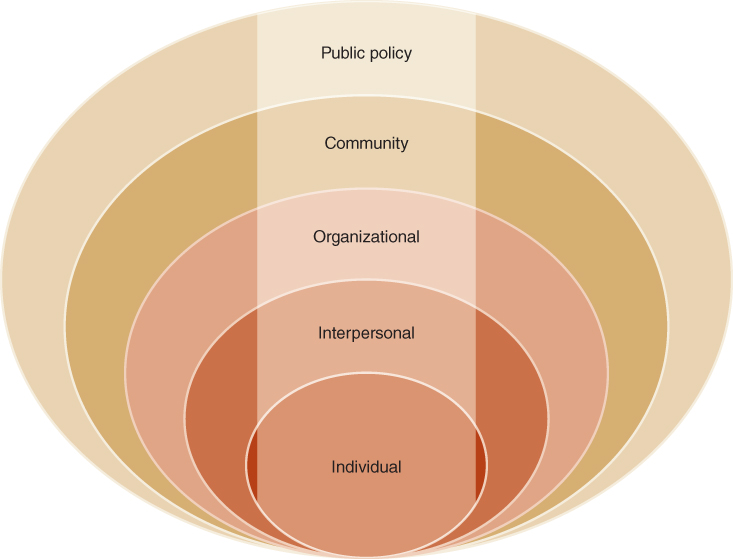 Public policy
Community
Organizational
Interpersonal
Individual